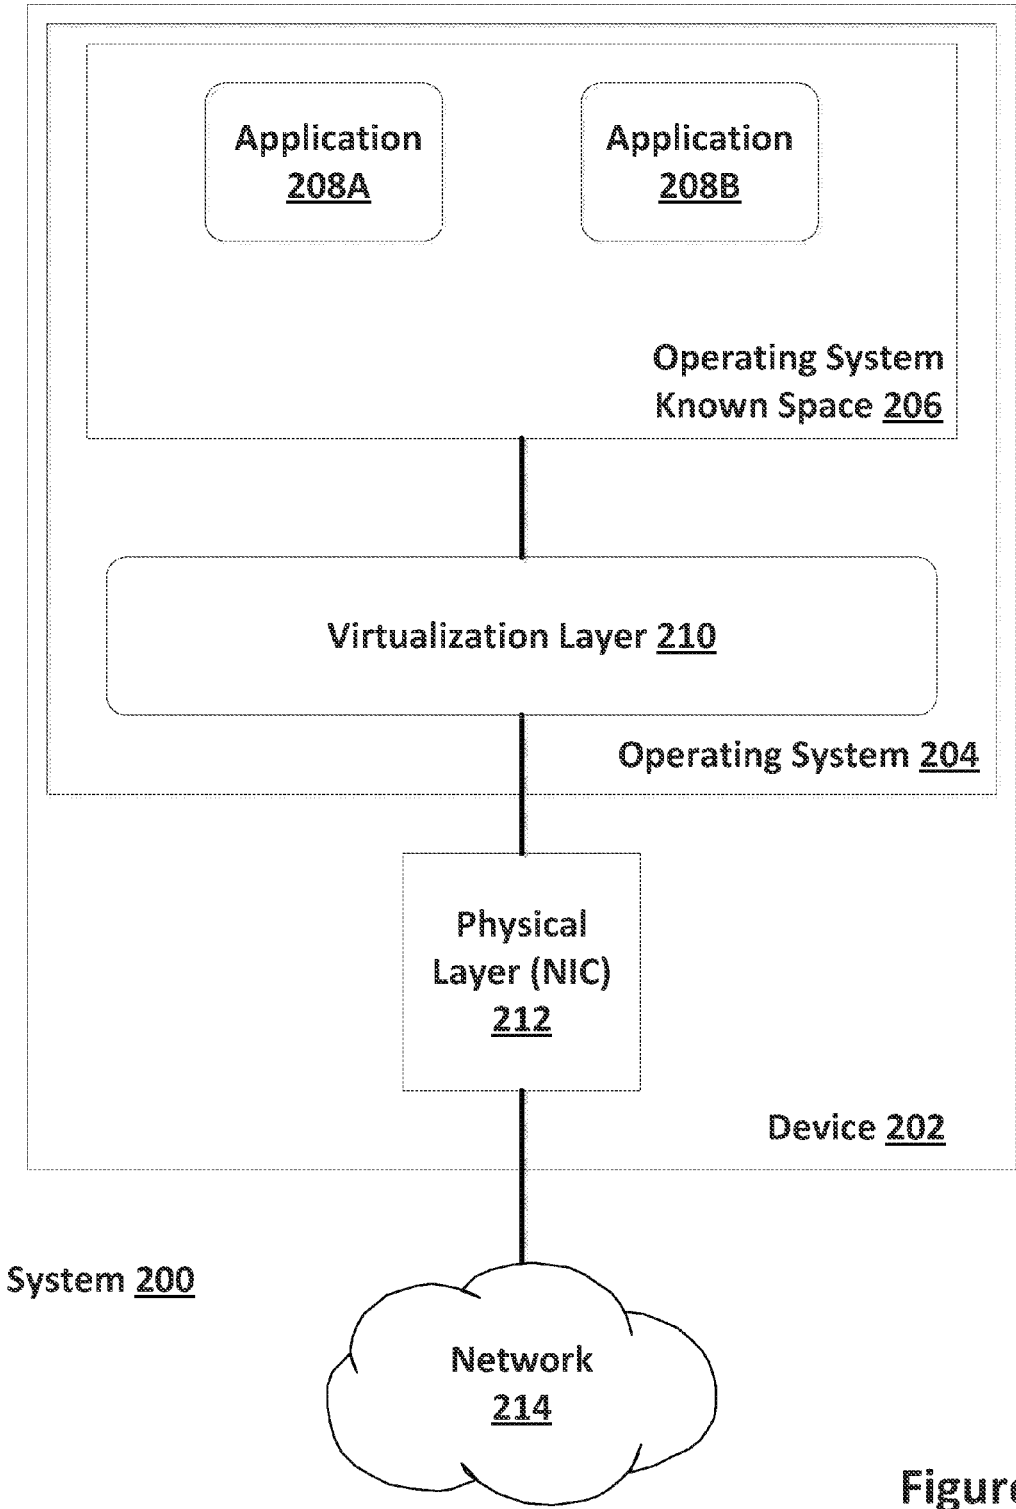 Application
208A
Application
208B
Operating System
Known Space 206
Virtualization Layer 210
Operating System 204
Physical
Layer (NIC)
212
Device 202
System 200
Network
214
Figure